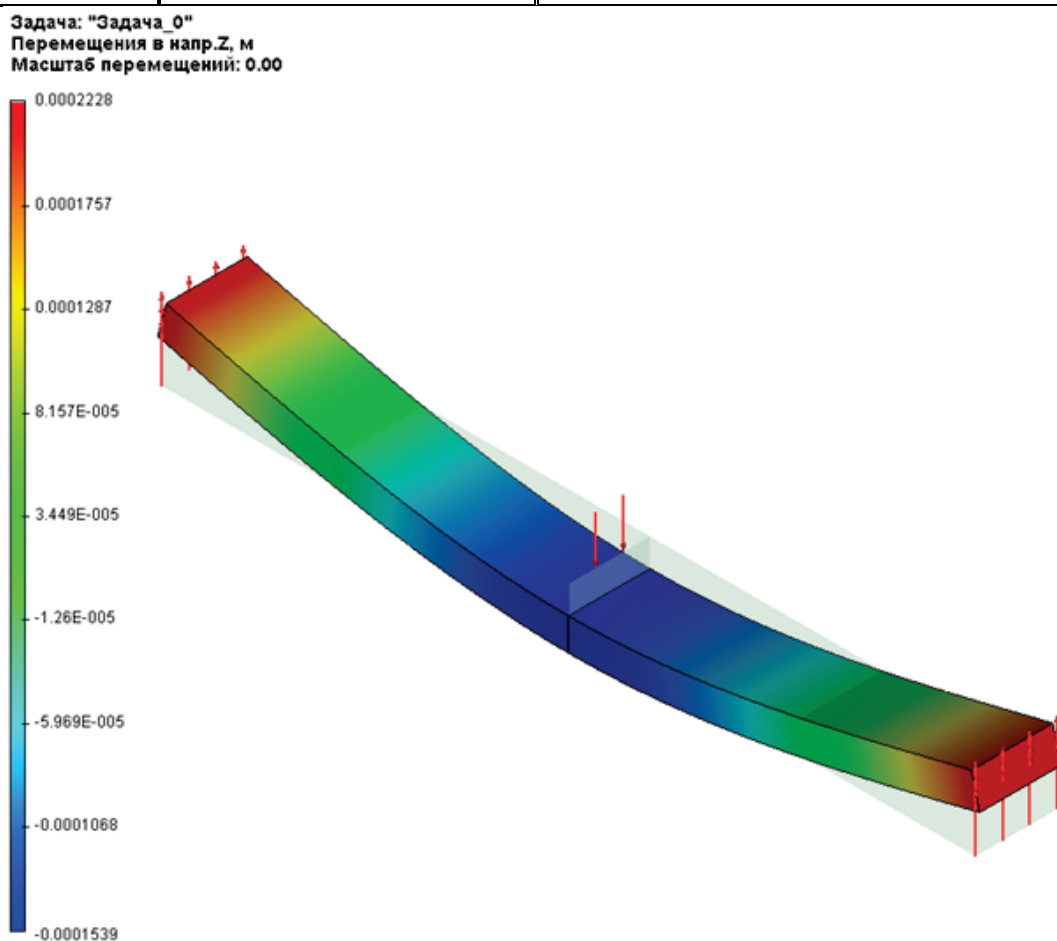 Задача: "Задача_0"
Перемещения в напр.Z, м
Масштаб перемещений: 0.00
0.0002228
0.0001757
0.0001287
8.157E-005
3.449E-005
-1.26E-005
-5.969E-005
-0.0001068
-0.0001539